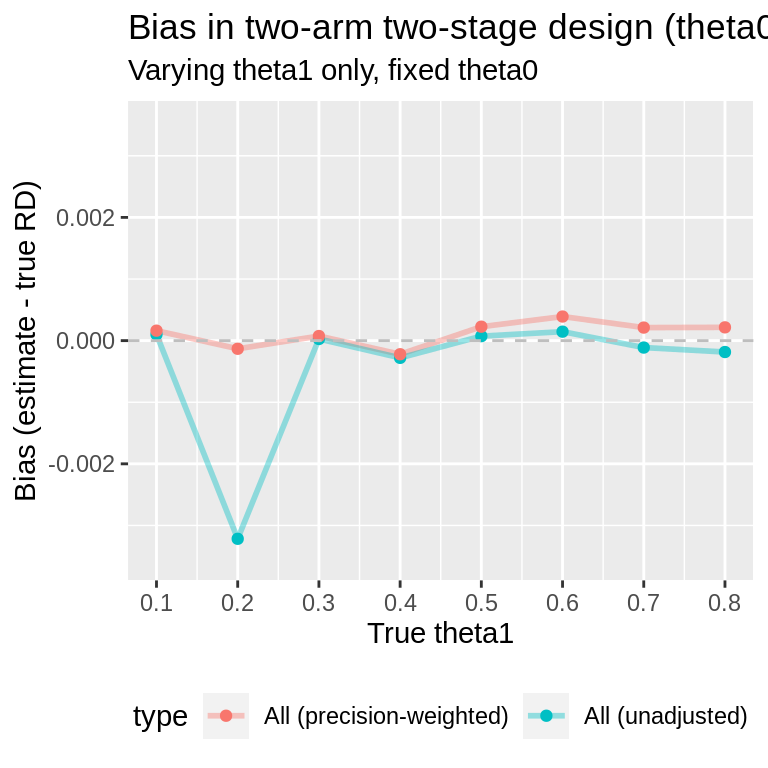 Bias in two-arm two-stage design (theta0
Varying theta1 only, fixed theta0
Bias (estimate - true RD)
0.002
0.000
-0.002
0.1 0.2 0.3 0.4 0.5 0.6 0.7 0.8
True theta1
type All (precision-weighted) All (unadjusted)